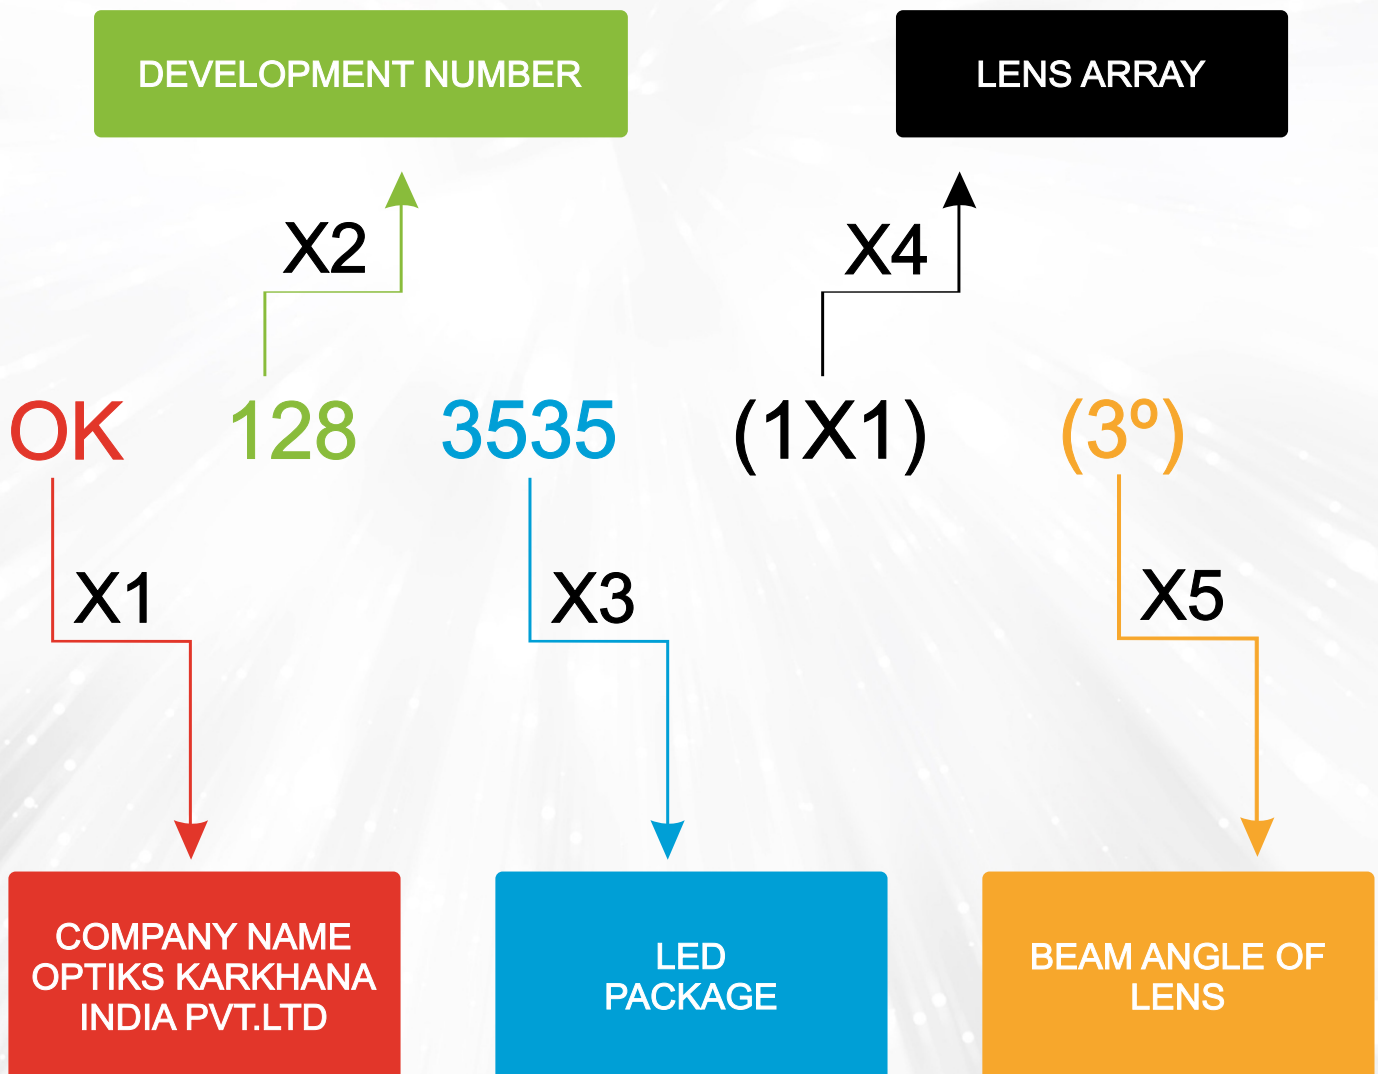 DEVELOPMENT NUMBER
LENS ARRAY
X2
X4
OK 128 3535 (1X1) (3º)
X1
X3
X5
COMPANY NAME
OPTIKS KARKHANA
INDIA PVT.LTD
LED
PACKAGE
BEAM ANGLE OF
LENS